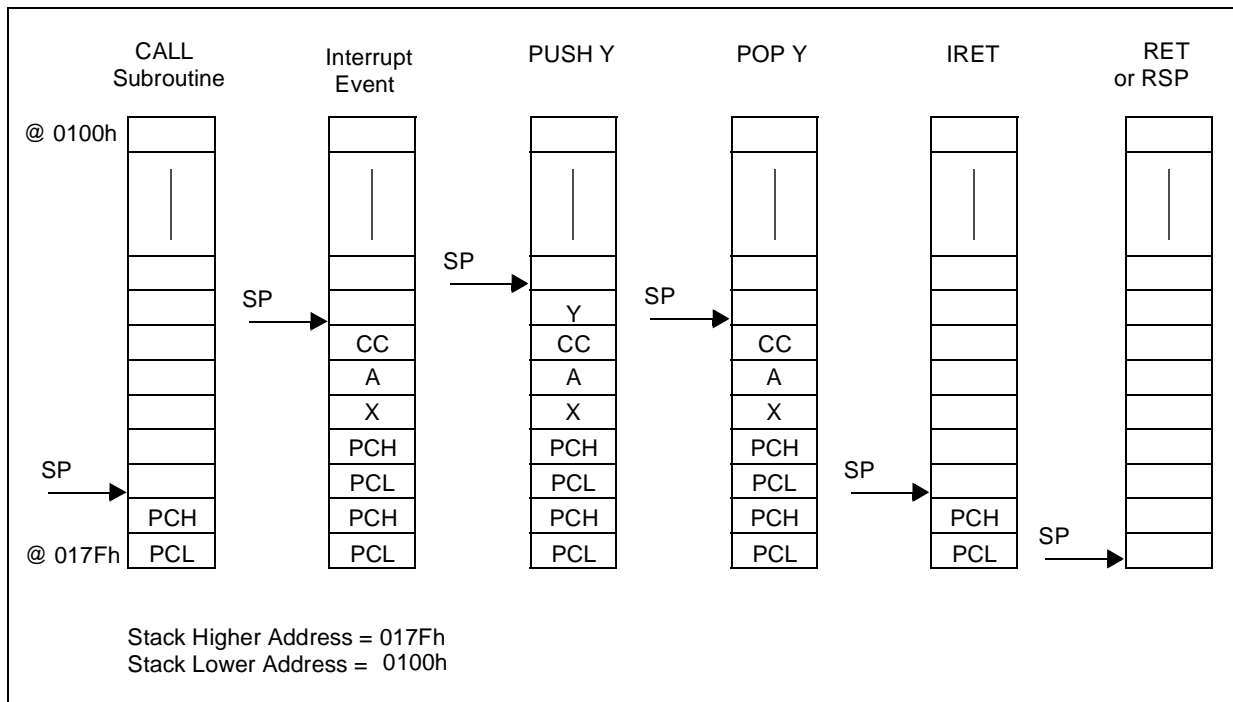 CALL
Subroutine
Interrupt
Event
PUSH Y
POP Y
IRET
RET
or RSP
@ 0100h
SP
SP
SP
Y
CC
CC
CC
A
A
A
X
X
X
PCH
PCH
PCH
SP
PCL
PCL
PCL
SP
PCH
PCH
PCH
PCH
PCH
SP
@ 017Fh
PCL
PCL
PCL
PCL
PCL
Stack Higher Address = 017Fh
Stack Lower Address = 0100h